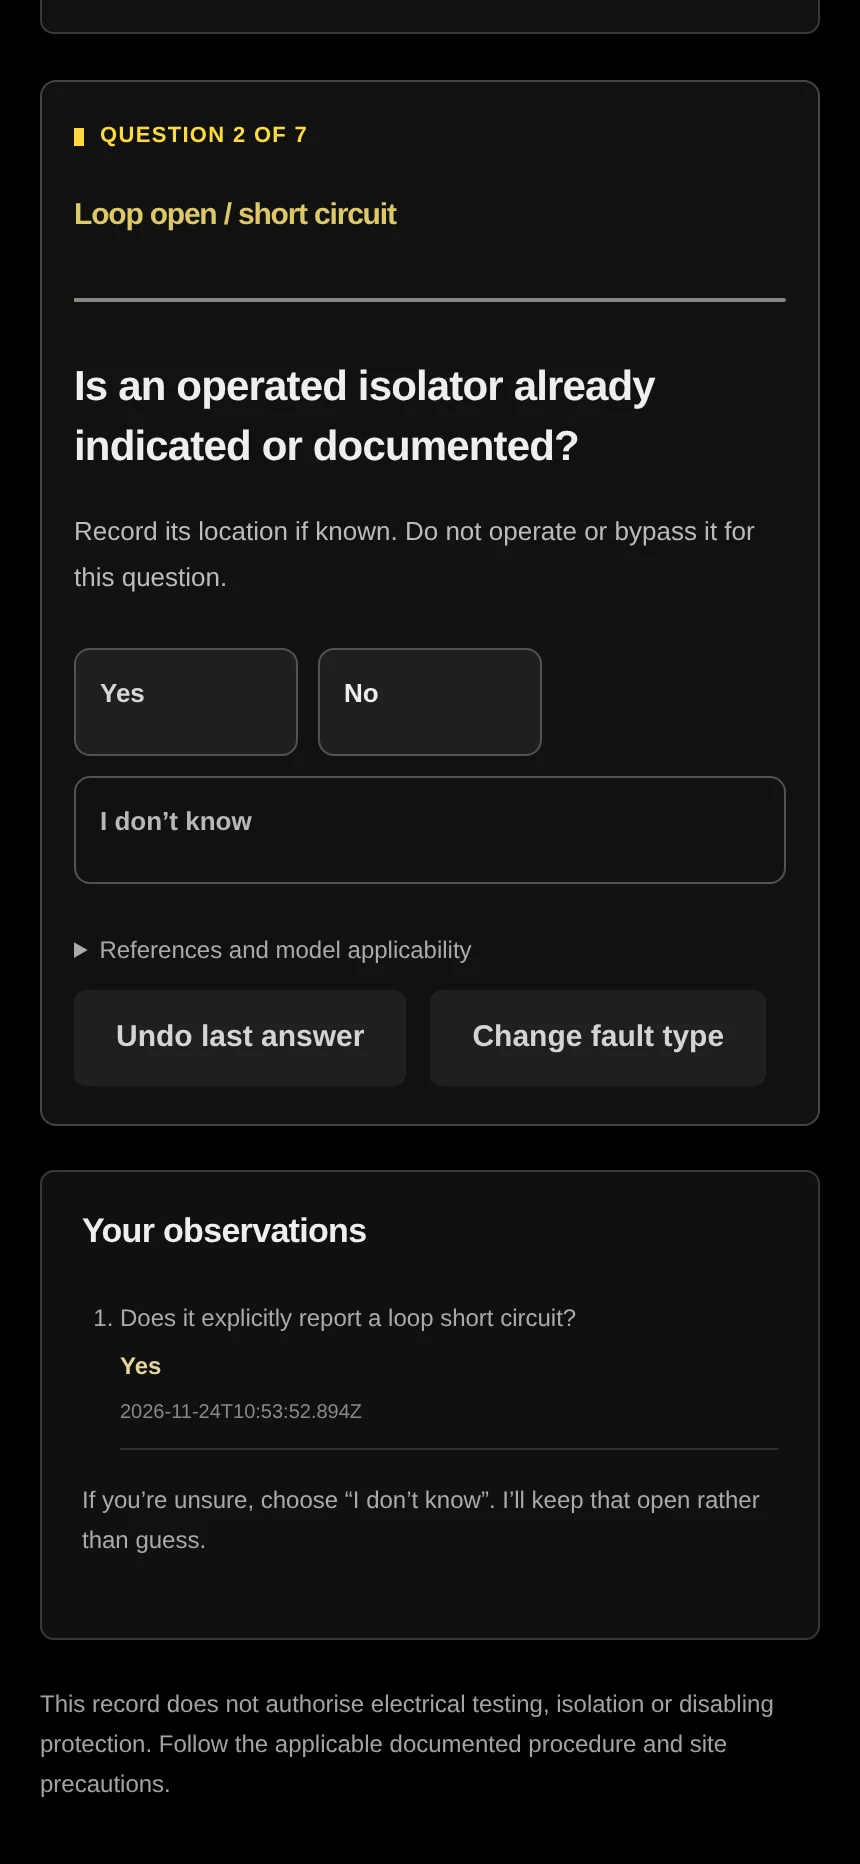 QUESTION 2 OF 7
Loop open / short circuit
Is an operated isolator already
indicated or documented?
Record its location if known. Do not operate or bypass it for
this question.
Yes
No
I don’t know
References and model applicability
Undo last answer
Change fault type
Your observations
1. Does it explicitly report a loop short circuit?
Yes
2026-11-24T10:53:52.894Z
If you’re unsure, choose “I don’t know”. I’ll keep that open rather
than guess.
This record does not authorise electrical testing, isolation or disabling
protection. Follow the applicable documented procedure and site
precautions.